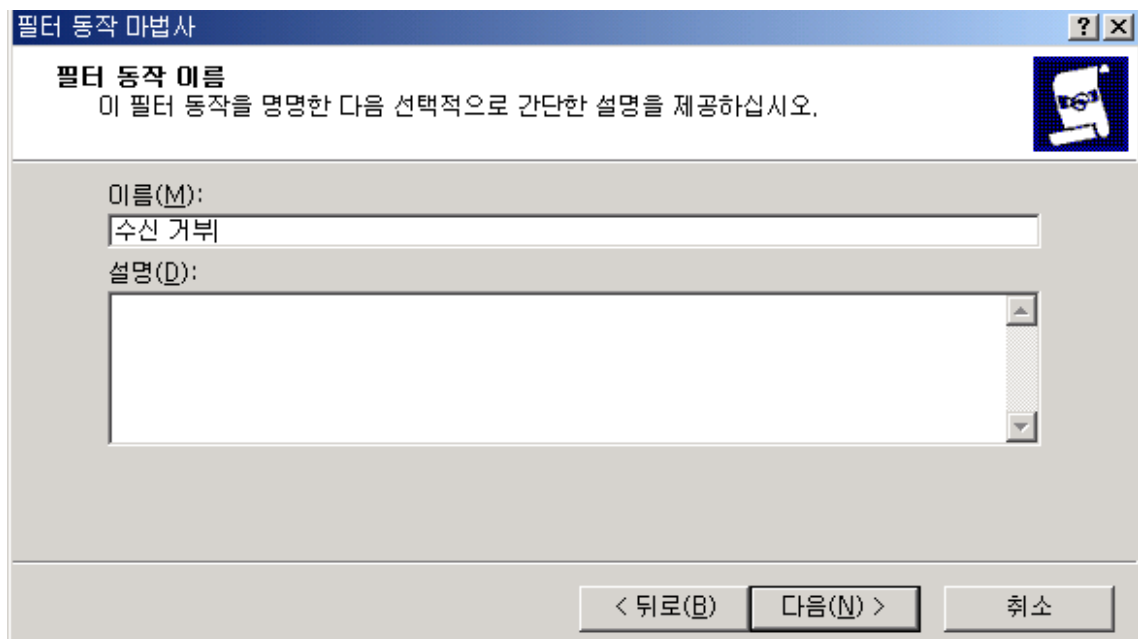 필터 동작 마법사
필터 동작 이름
이 필터 동작을 명명한 다음 선택적으로 간단한 설명을 제공하십시오.
이름(M):
수신 거부
설명(D):
< 뒤로(B) 다음(N) > 취소